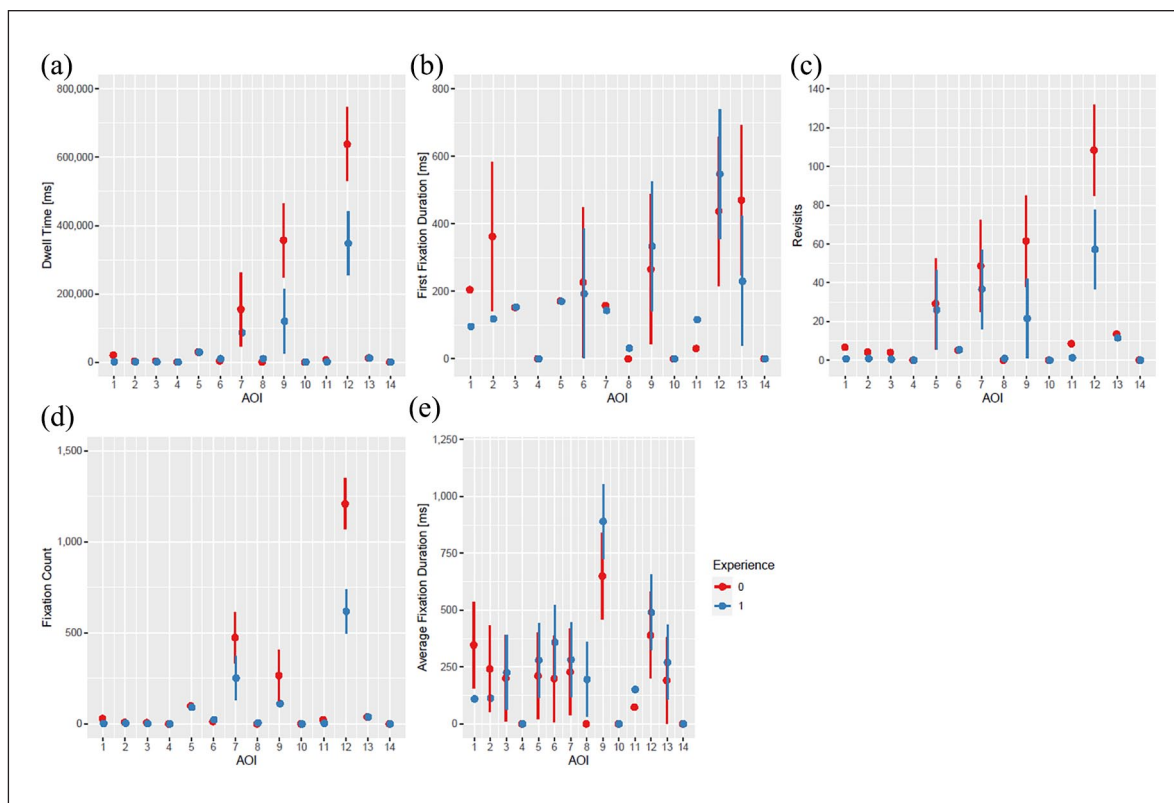 (a)
Dwell Time [ms]
800,000
600,000
400,000
200,000
0
1 2 3 4 5 6 7 8 9 10 11 12 13 14
AOI
(b)
First Fixation Duration [ms]
800
600
400
200
0
1 2 3 4 5 6 7 8 9 10 11 12 13 14
AOI
(c)
Revisits
140
120
100
80
60
40
20
0
1 2 3 4 5 6 7 8 9 10 11 12 13 14
AOI
(d)
Fixation Count
1,500
1,000
500
0
1 2 3 4 5 6 7 8 9 10 11 12 13 14
AOI
(e)
Average Fixation Duration [ms]
1,250
1,000
750
500
250
0
1 2 3 4 5 6 7 8 9 10 11 12 13 14
AOI
Experience
0
1